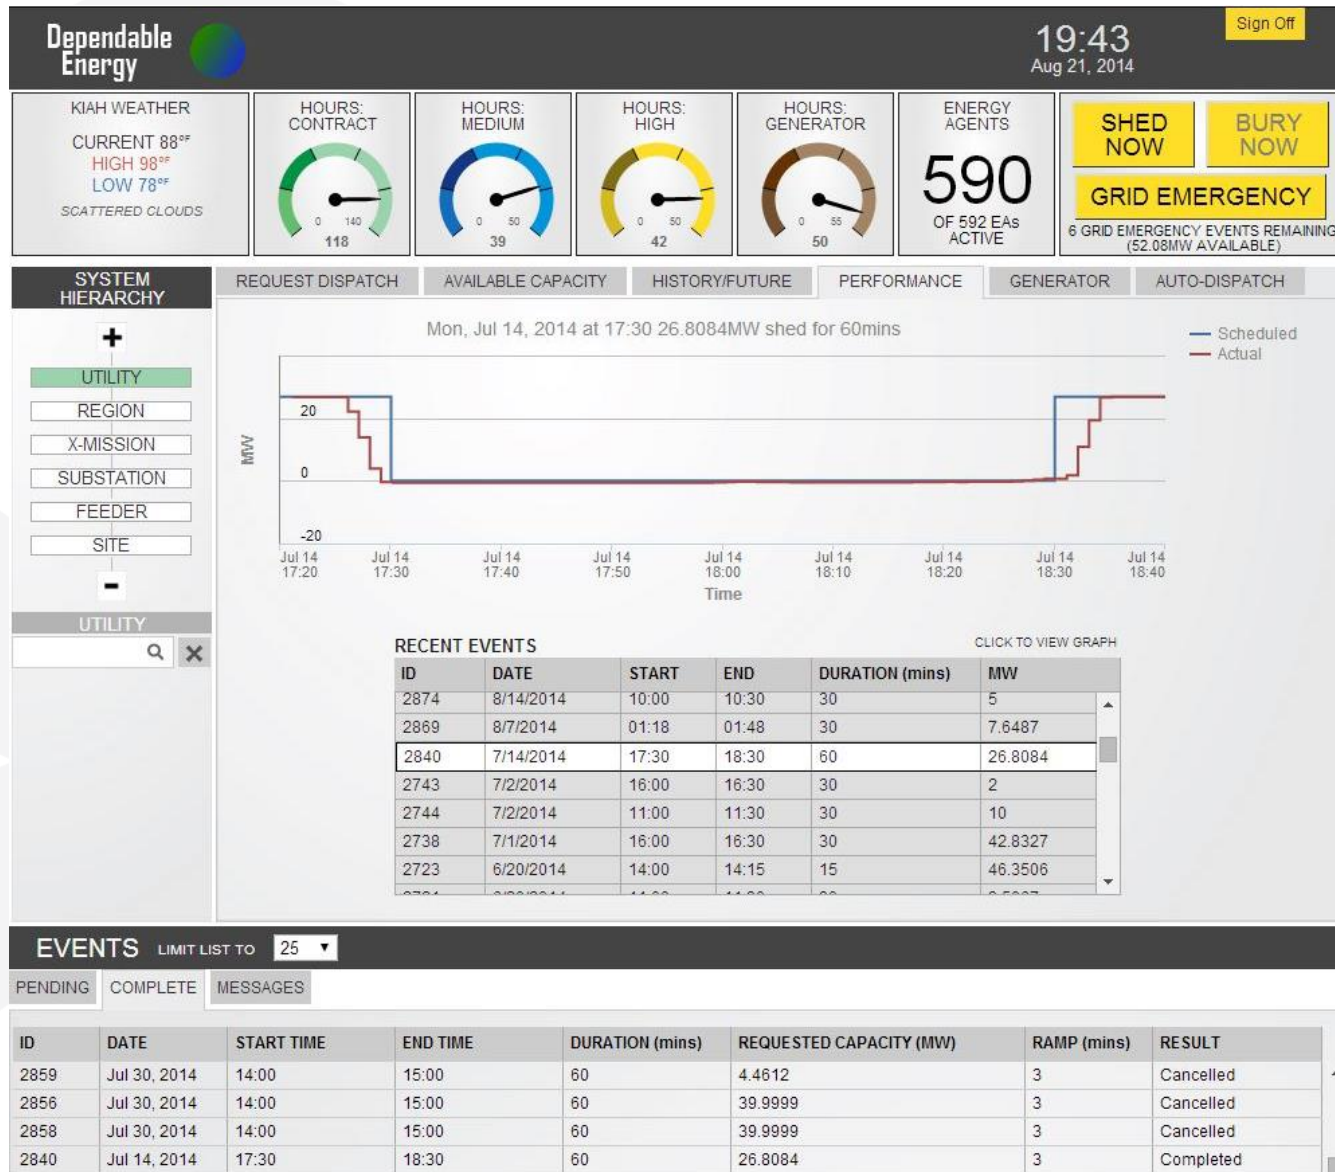 Dependable
Energy
19:43
Aug 21, 2014
Sign Off
KIAH WEATHER
CURRENT 88°F
HIGH 98°F
LOW 78°F
SCATTERED CLOUDS
HOURS:
CONTRACT
0 140
118
HOURS:
MEDIUM
0 50
39
HOURS:
HIGH
0 50
42
HOURS:
GENERATOR
0 55
50
ENERGY
AGENTS
590
OF 592 EAs
ACTIVE
SHED
NOW
BURY
NOW
GRID EMERGENCY
6 GRID EMERGENCY EVENTS REMAINING
(52.08MW AVAILABLE)
SYSTEM
HIERARCHY
+
UTILITY
REGION
X-MISSION
SUBSTATION
FEEDER
SITE
-
UTILITY
REQUEST DISPATCH AVAILABLE CAPACITY HISTORY/FUTURE PERFORMANCE GENERATOR AUTO-DISPATCH
Mon, Jul 14, 2014 at 17:30 26.8084MW shed for 60mins
Scheduled
Actual
MW
20
0
-20
Jul 14 Jul 14 Jul 14 Jul 14 Jul 14 Jul 14 Jul 14 Jul 14 Jul 14
17:20 17:30 17:40 17:50 18:00 18:10 18:20 18:30 18:40
Time
RECENT EVENTS CLICK TO VIEW GRAPH
ID DATE START END DURATION (mins) MW
2874 8/14/2014 10:00 10:30 30 5
2869 8/7/2014 01:18 01:48 30 7.6487
2840 7/14/2014 17:30 18:30 60 26.8084
2743 7/2/2014 16:00 16:30 30 2
2744 7/2/2014 11:00 11:30 30 10
2738 7/1/2014 16:00 16:30 30 42.8327
2723 6/20/2014 14:00 14:15 15 46.3506
EVENTS LIMIT LIST TO 25
PENDING COMPLETE MESSAGES
ID DATE START TIME END TIME DURATION (mins) REQUESTED CAPACITY (MW) RAMP (mins) RESULT
2859 Jul 30, 2014 14:00 15:00 60 4.4612 3 Cancelled
2856 Jul 30, 2014 14:00 15:00 60 39.9999 3 Cancelled
2858 Jul 30, 2014 14:00 15:00 60 39.9999 3 Cancelled
2840 Jul 14, 2014 17:30 18:30 60 26.8084 3 Completed